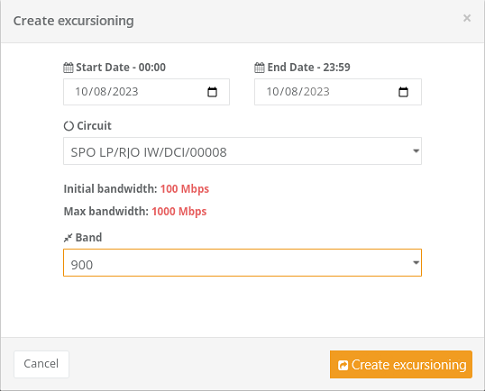 Create excursioning ×
Start Date - 00:00 End Date - 23:59
10/08/2023 10/08/2023
Circuit
SPO LP/RJO IW/DCI/00008
Initial bandwidth: 100 Mbps
Max bandwidth: 1000 Mbps
Band
900
Cancel Create excursioning